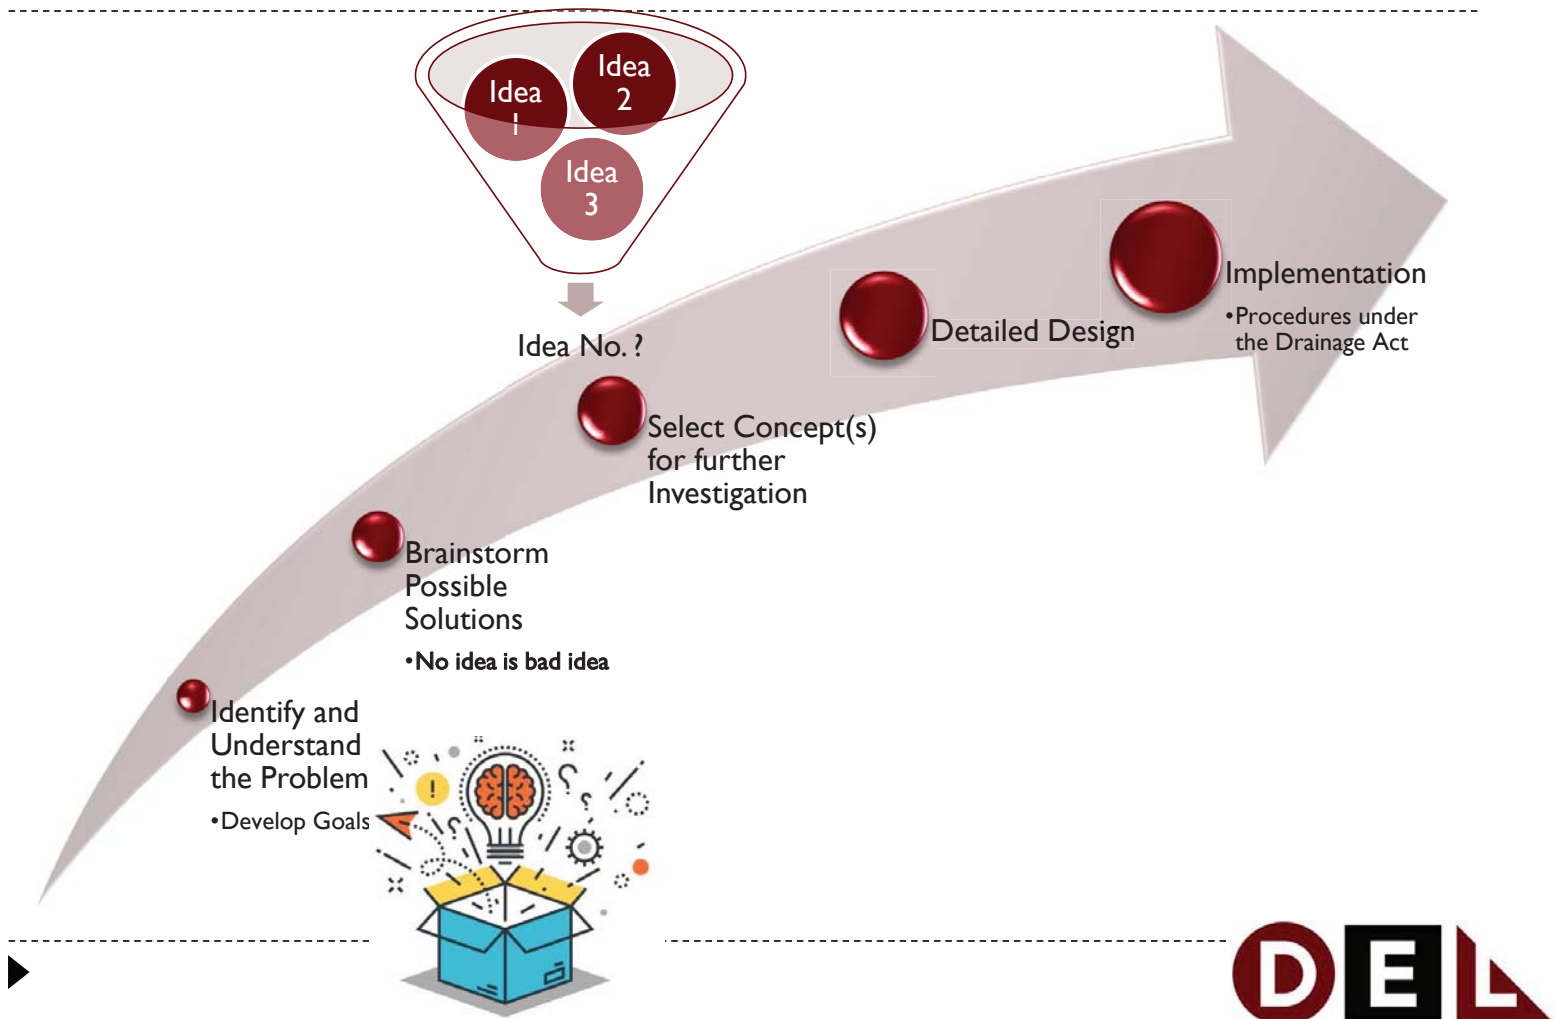 Idea
1
Idea
2
Idea
3
Idea No. ?
Identify and
Understand
the Problem
•Develop Goals
Brainstorm
Possible
Solutions
•No idea is bad idea
Select Concept(s)
for further
Investigation
Detailed Design
Implementation
•Procedures under
the Drainage Act
!
DEL